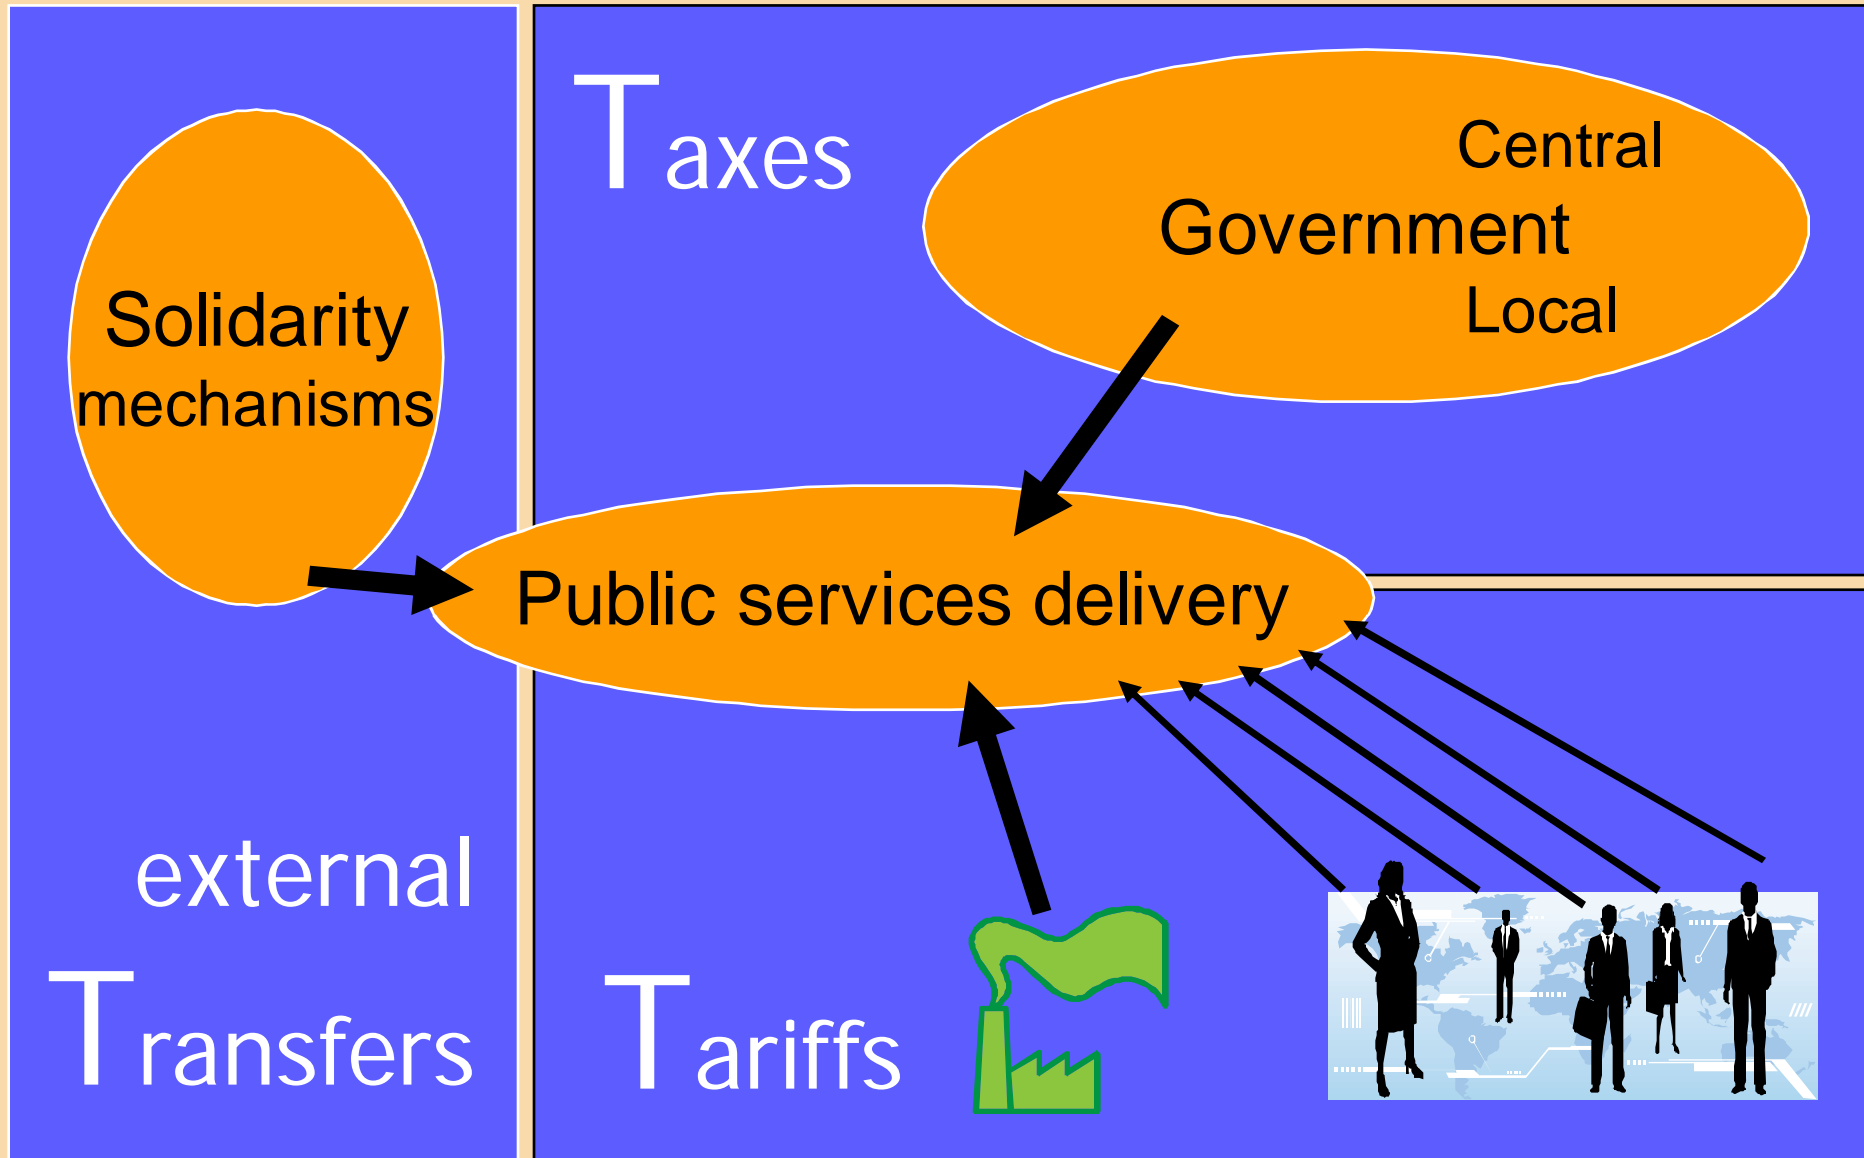 Taxes
Central
Government
Local
Solidarity
mechanisms
Public services delivery
external
Transfers
Tariffs